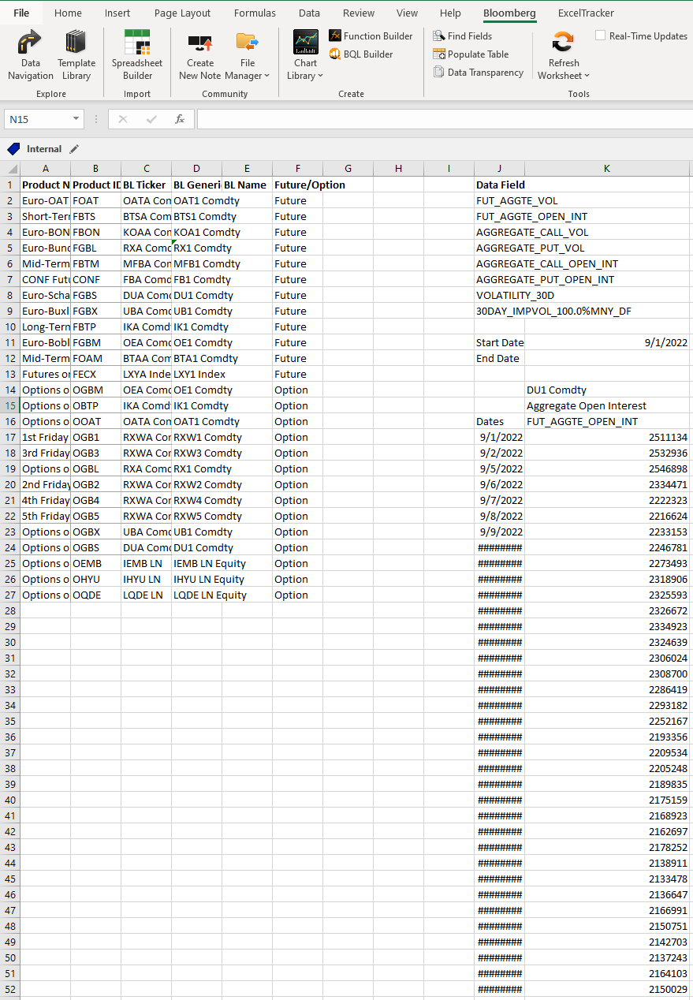 File Home Insert Page Layout Formulas Data Review View Help Bloomberg ExcelTracker
Data Navigation Template Library Spreadsheet Builder Create New Note File Manager Chart Library Function Builder BQL Builder Find Fields Populate Table Data Transparency Refresh Worksheet Real-Time Updates
Explore Import Community Create Tools
N15 fx
Internal
A B C D E F G H I J K
1 Product N Product ID BL Ticker BL Generi BL Name Future/Option Data Field
2 Euro-OAT FOAT OATA Com OAT1 Comdty Future FUT_AGGTE_VOL
3 Short-Ter FBTS BTSA Com BTS1 Comdty Future FUT_AGGTE_OPEN_INT
4 Euro-BON FBON KOAA Con KOA1 Comdty Future AGGREGATE_CALL_VOL
5 Euro-Bund FGBL RXA Comd RX1 Comdty Future AGGREGATE_PUT_VOL
6 Mid-Term FBTM MFBA Con MFB1 Comdty Future AGGREGATE_CALL_OPEN_INT
7 CONF Futu CONF FBA Comd FB1 Comdty Future AGGREGATE_PUT_OPEN_INT
8 Euro-Scha FGBS DUA Comd DU1 Comdty Future VOLATILITY_30D
9 Euro-Buxl FGBX UBA Comd UB1 Comdty Future 30DAY_IMPVOL_100.0%MNY_DF
10 Long-Term FBTP IKA Comd IK1 Comdty Future
11 Euro-Bobl FGBM OEA Comd OE1 Comdty Future Start Date 9/1/2022
12 Mid-Term FOAM BTAA Com BTA1 Comdty Future End Date
13 Futures or FECX LXYA Inde LXY1 Index Future
14 Options o OGBM OEA Comd OE1 Comdty Option DU1 Comdty
15 Options o OBTP IKA Comd IK1 Comdty Option Aggregate Open Interest
16 Options o OOAT OATA Com OAT1 Comdty Option Dates FUT_AGGTE_OPEN_INT
17 1st Friday OGB1 RXWA Cor RXW1 Comdty Option 9/1/2022 2511134
18 3rd Friday OGB3 RXWA Cor RXW3 Comdty Option 9/2/2022 2532936
19 Options o OGBL RXA Comd RX1 Comdty Option 9/5/2022 2546898
20 2nd Friday OGB2 RXWA Cor RXW2 Comdty Option 9/6/2022 2334471
21 4th Friday OGB4 RXWA Cor RXW4 Comdty Option 9/7/2022 2222323
22 5th Friday OGB5 RXWA Cor RXW5 Comdty Option 9/8/2022 2216624
23 Options o OGBX UBA Comd UB1 Comdty Option 9/9/2022 2233153
24 Options o OGBS DUA Comd DU1 Comdty Option ######## 2246781
25 Options o OEMB IEMB LN IEMB LN Equity Option ######## 2273493
26 Options o OHYU IHYU LN IHYU LN Equity Option ######## 2318906
27 Options o OQDE LQDE LN LQDE LN Equity Option ######## 2325593
28 ######## 2326672
29 ######## 2334923
30 ######## 2324639
31 ######## 2306024
32 ######## 2308700
33 ######## 2286419
34 ######## 2293182
35 ######## 2252167
36 ######## 2193356
37 ######## 2209534
38 ######## 2205248
39 ######## 2189835
40 ######## 2175159
41 ######## 2168923
42 ######## 2162697
43 ######## 2178252
44 ######## 2138911
45 ######## 2133478
46 ######## 2136647
47 ######## 2166991
48 ######## 2150751
49 ######## 2142703
50 ######## 2137243
51 ######## 2164103
52 ######## 2150029